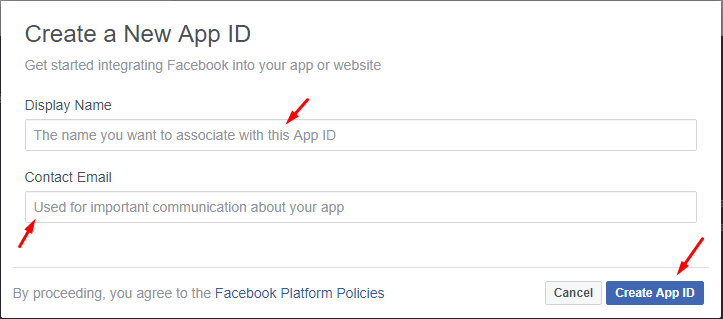 Create a New App ID
Get started integrating Facebook into your app or website
Display Name
The name you want to associate with this App ID
Contact Email
Used for important communication about your app
By proceeding, you agree to the Facebook Platform Policies
Cancel
Create App ID